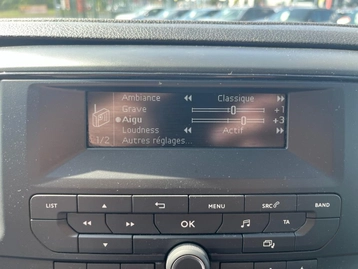 Ambiance Classique
Grave +1
Aigu +3
Loudness Actif
1/2 Autres réglages...
LIST MENU SRC BAND
OK TA